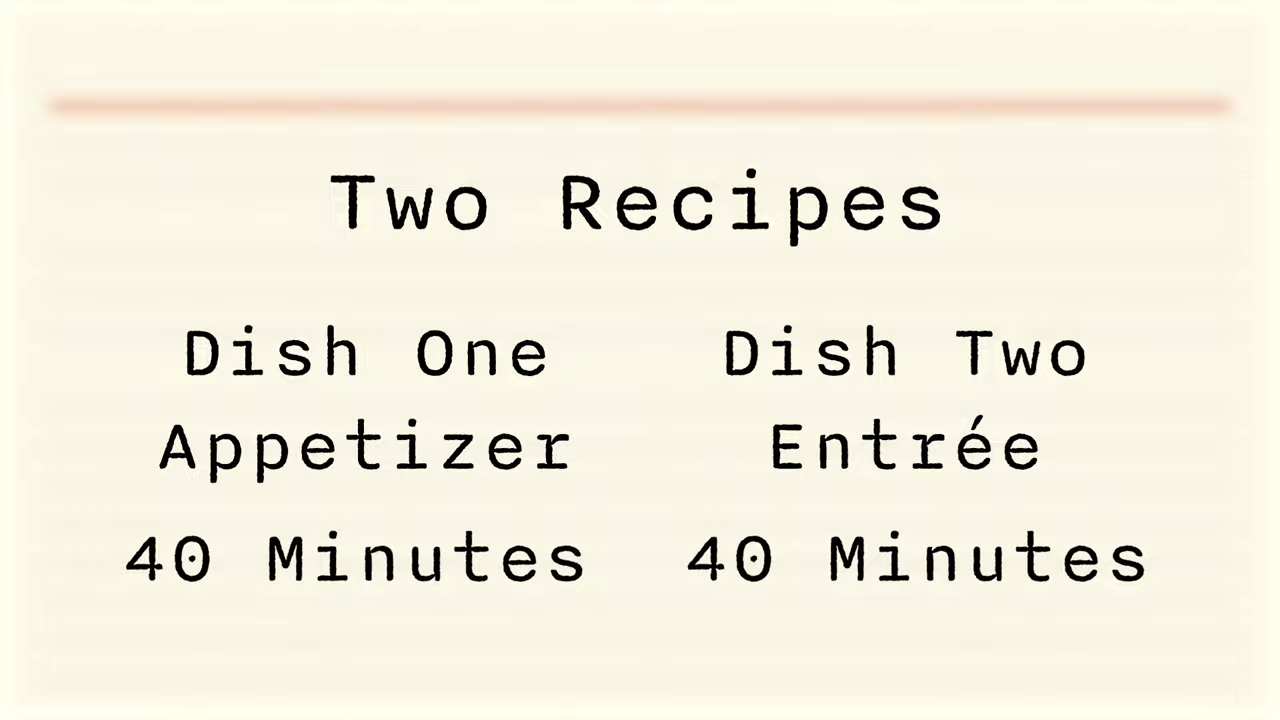 Two Recipes
Dish One
Appetizer
40 Minutes
Dish Two
Entrée
40 Minutes